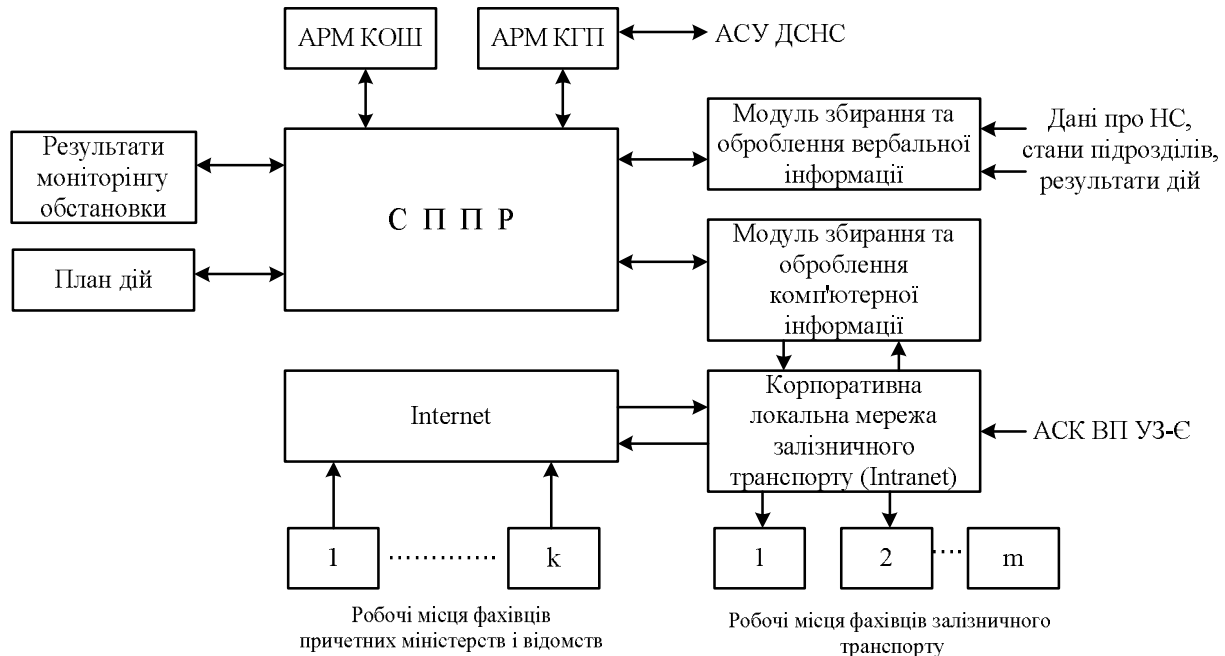 АРМ КОШ
АРМ КГП
АСУ ДСНС
Результати
моніторінгу
обстановки
План дій
С П П Р
Модуль збирання та
оброблення вербальної
інформації
Дані про НС,
стани підрозділів,
результати дій
Модуль збирання та
оброблення
комп'ютерної
інформації
Internet
Корпоративна
локальна мережа
залізничного
транспорту (Intranet)
АСК ВП УЗ-Є
1
k
1
2
m
Робочі місця фахівців
причетних міністерств і відомств
Робочі місця фахівців залізничного
транспорту